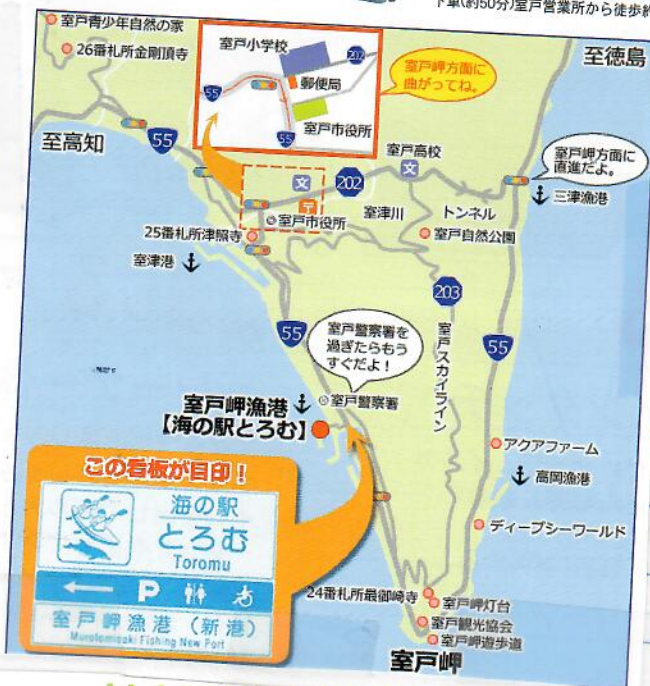 下車(約50分)室戸営業所から徒歩約
室戸青少年自然の家
26番札所金剛頂寺
室戸小学校
202
郵便局
55
室戸市役所
55
室戸岬方面に
曲がってね。
至徳島
至高知
55
室戸高校
文
室戸岬方面に
直進だよ。
三津漁港
文
202
室津川
トンネル
室戸市役所
室戸自然公園
25番札所津照寺
室津港
203
室戸スカイライン
55
55
室戸警察署を
過ぎたらもう
すぐだよ！
室戸警察署
室戸岬漁港
【海の駅とろむ】
アクアファーム
高岡漁港
ディープシーワールド
この看板が目印！
海の駅
とろむ
Toromu
P
室戸岬漁港（新港）
Murotomisaki Fishing New Port
24番札所最御崎寺
室戸岬灯台
室戸観光協会
室戸岬遊歩道
室戸岬